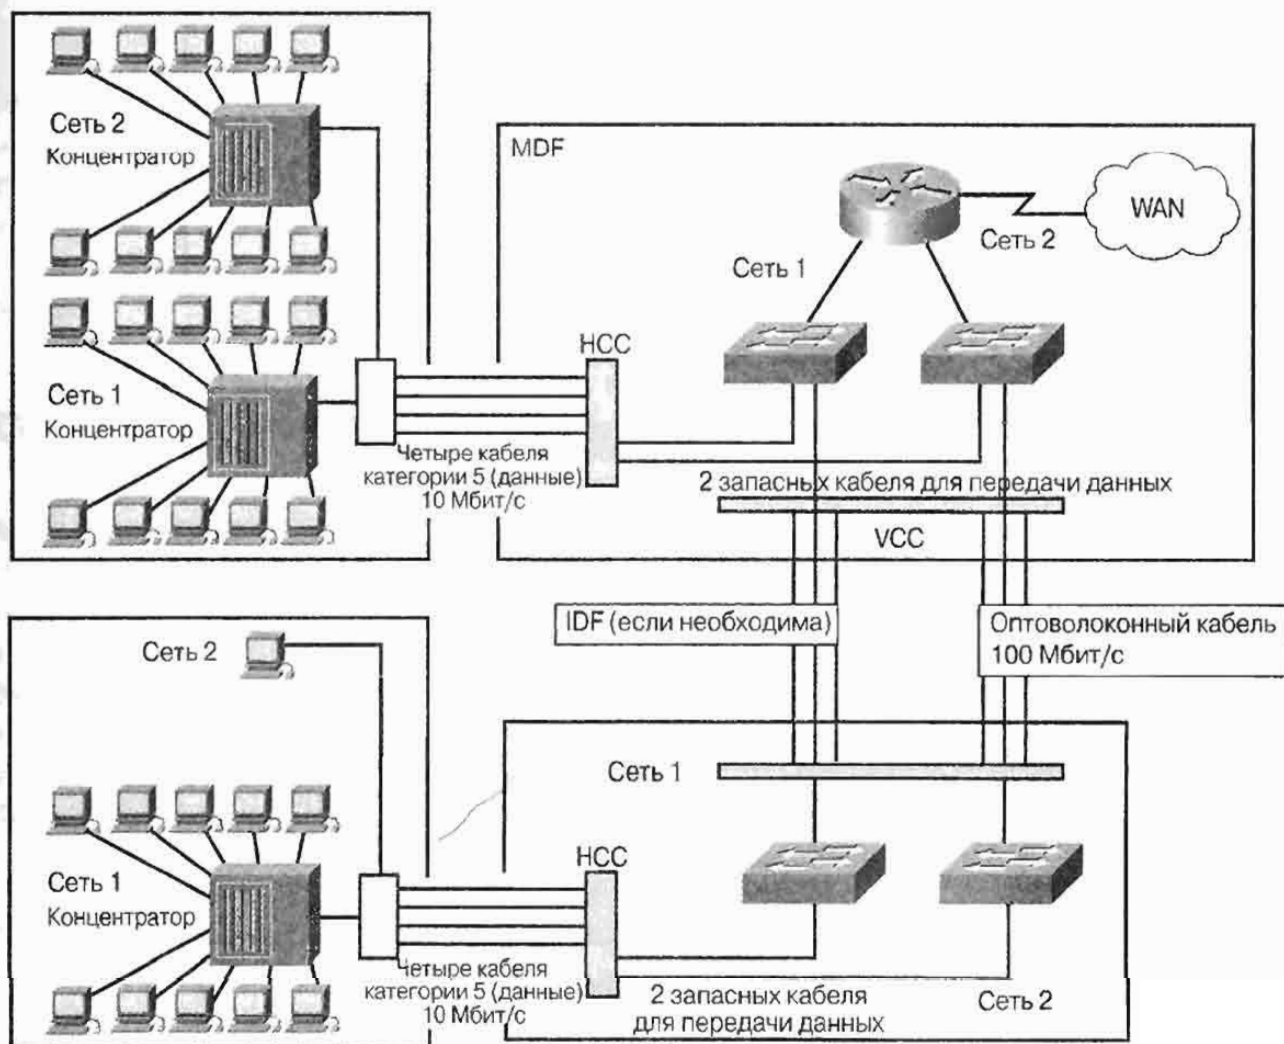 Сеть 2
Концентратор
Сеть 1
Концентратор
Четыре кабеля
категории 5 (данные)
10 Мбит/с
MDF
WAN
Сеть 2
Сеть 1
HCC
2 запасных кабеля для передачи данных
VCC
IDF (если необходима)
Оптоволоконный кабель
100 Мбит/с
Сеть 2
Сеть 1
Концентратор
Четыре кабеля
категории 5 (данные)
10 Мбит/с
Сеть 1
HCC
2 запасных кабеля
для передачи данных
Сеть 2